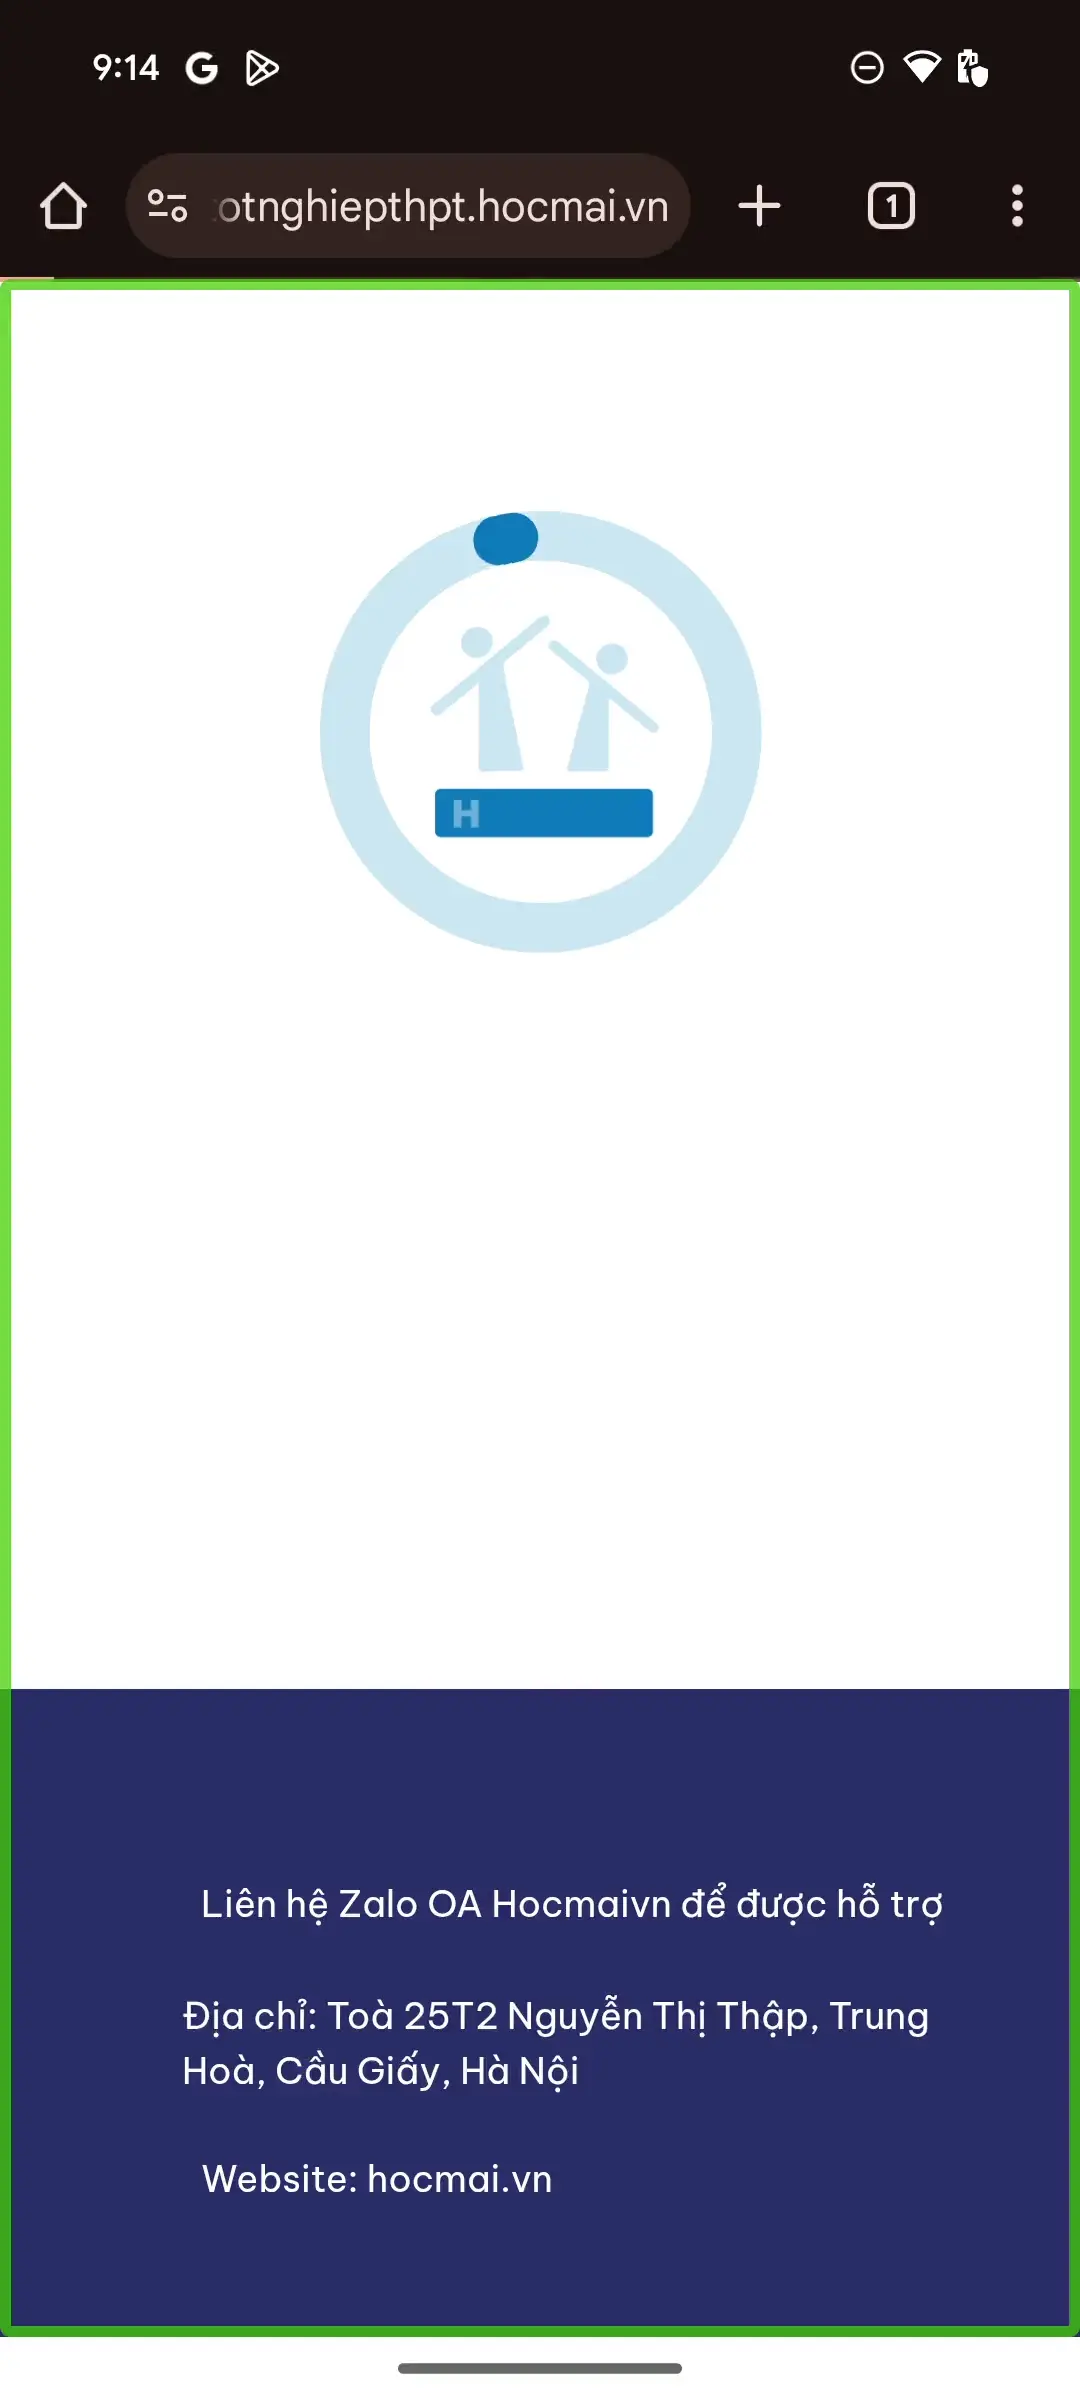 9:14
otnghiepthpt.hocmai.vn
1
H
Liên hệ Zalo OA Hocmaivn để được hỗ trợ
Địa chỉ: Toà 25T2 Nguyễn Thị Thập, Trung
Hoà, Cầu Giấy, Hà Nội
Website: hocmai.vn